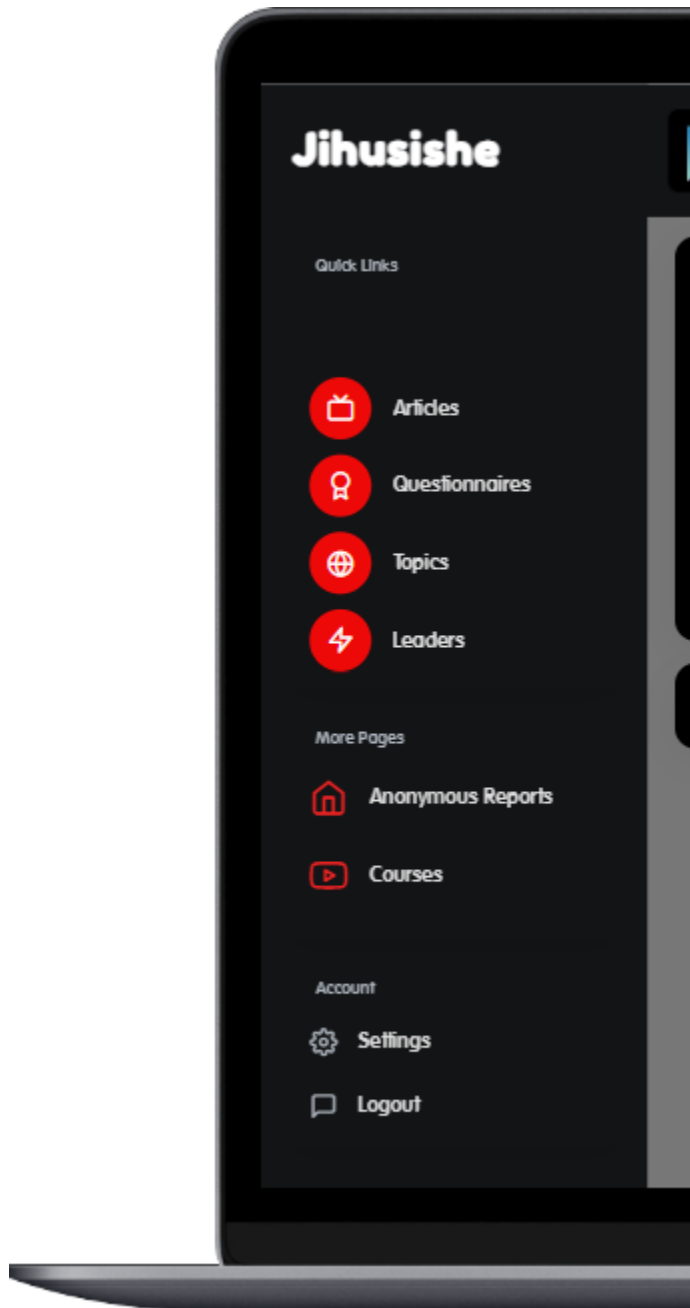 Jihusishe
Quick Links
Articles
Questionnaires
Topics
Leaders
More Pages
Anonymous Reports
Courses
Account
Settings
Logout